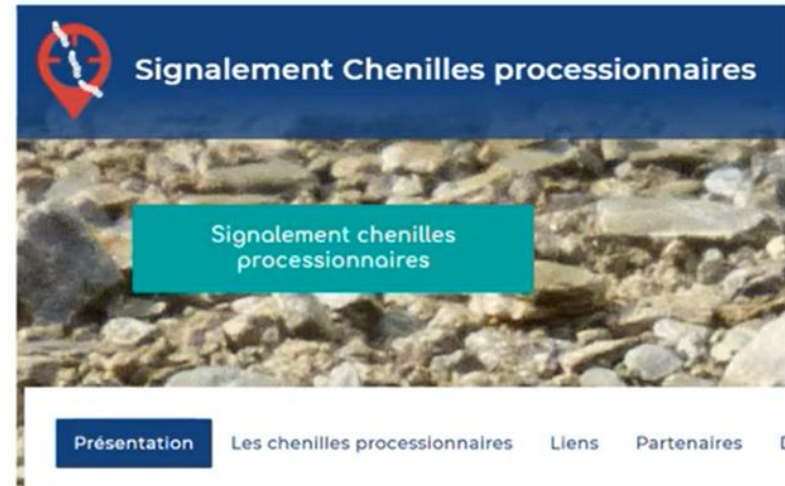 Signalement Chenilles processionnaires
Signalement chenilles
processionnaires
Présentation Les chenilles processionnaires Liens Partenaires